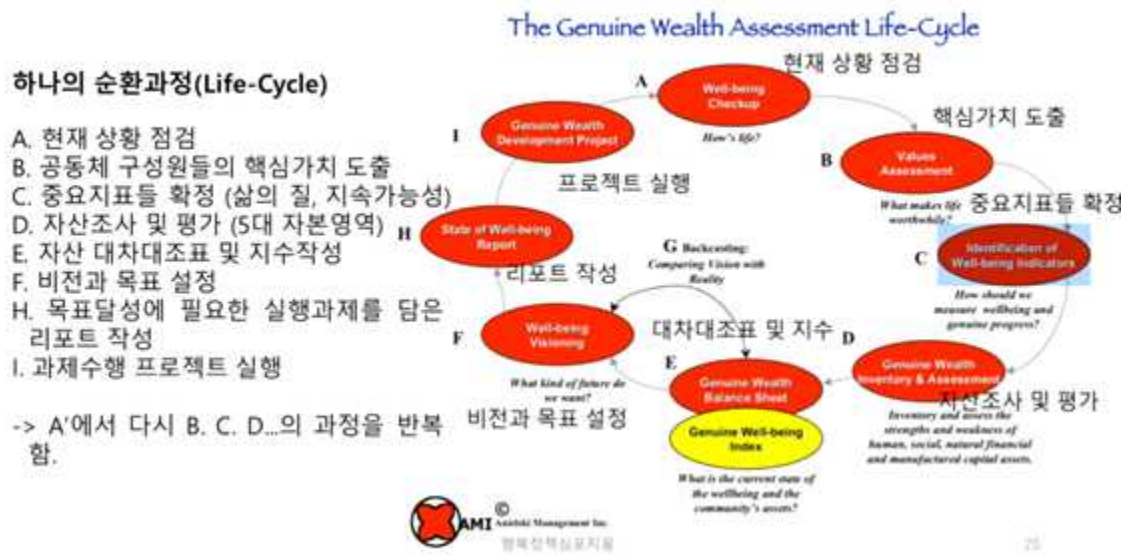 The Genuine Wealth Assessment Life-Cycle
하나의 순환과정(Life-Cycle)
A. 현재 상황 점검
B. 공동체 구성원들의 핵심가치 도출
C. 중요지표들 확정 (삶의 질, 지속가능성)
D. 자산조사 및 평가 (5대 자본영역)
E. 자산 대차대조표 및 지수작성
F. 비전과 목표 설정
H. 목표달성에 필요한 실행과제를 담은
리포트 작성
I. 과제수행 프로젝트 실행
-> A'에서 다시 B. C. D...의 과정을 반복
함.
A
Well-being
Checkup
현재 상황 점검
How's life?
B
Values
Assessment
핵심가치 도출
What makes life
worthwhile?
중요지표들 확정
C
Identification of
Well-being Indicators
How should we
measure wellbeing and
genuine progress?
D
Genuine Wealth
Inventory & Assessment
자산조사 및 평가
Inventory and assess the
strengths and weakness of
human, social, natural financial
and manufactured capital assets.
대차대조표 및 지수
E
Genuine Wealth
Balance Sheet
Genuine Well-being
Index
What is the current state of
the wellbeing and the
community's assets?
F
Well-being
Visioning
What kind of future do
we want?
비전과 목표 설정
G Backcasting:
Comparing Vision with
Reality
H
State of Well-being
Report
리포트 작성
I
Genuine Wealth
Development Project
프로젝트 실행
©
AMI Anielski Management Inc.
행복정책심포지움